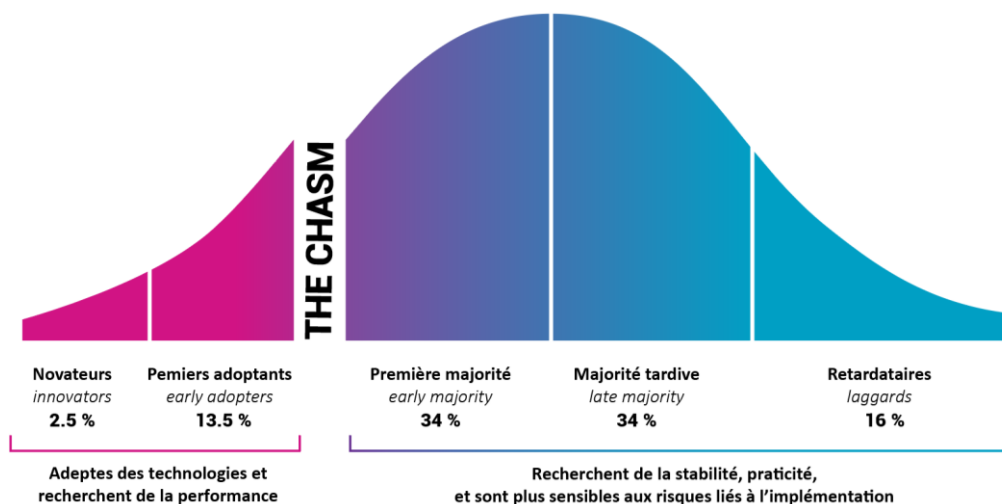 THE CHASM
Novateurs
innovators
2.5 %
Pemiers adoptants
early adopters
13.5 %
Première majorité
early majority
34 %
Majorité tardive
late majority
34 %
Retardataires
laggards
16 %
Adeptes des technologies et
recherchent de la performance
Recherchent de la stabilité, praticité,
et sont plus sensibles aux risques liés à l’implémentation